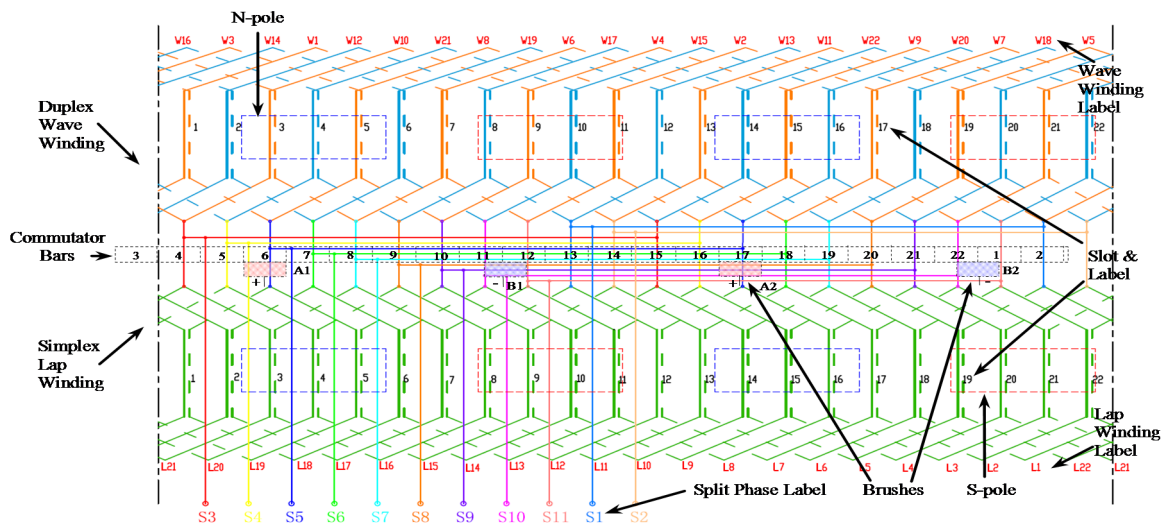 N-pole
W16 W3 W14 W1 W12 W10 W21 W8 W19 W6 W17 W4 W15 W2 W13 W11 W22 W9 W20 W7 W18 W5
Wave
Winding
Label
Duplex
Wave
Winding
1 2 3 4 5 6 7 8 9 10 11 12 13 14 15 16 17 18 19 20 21 22
Commutator
Bars
3 4 5 6 7 8 9 10 11 12 13 14 15 16 17 18 19 20 21 22 1 2
Slot &
Label
+ A1 - B1 + A2 - B2
Simplex
Lap
Winding
1 2 3 4 5 6 7 8 9 10 11 12 13 14 15 16 17 18 19 20 21 22
Lap
Winding
Label
L21 L20 L19 L18 L17 L16 L15 L14 L13 L12 L11 L10 L9 L8 L7 L6 L5 L4 L3 L2 L1 L22 L21
Split Phase Label
Brushes
S-pole
S3 S4 S5 S6 S7 S8 S9 S10 S11 S1 S2